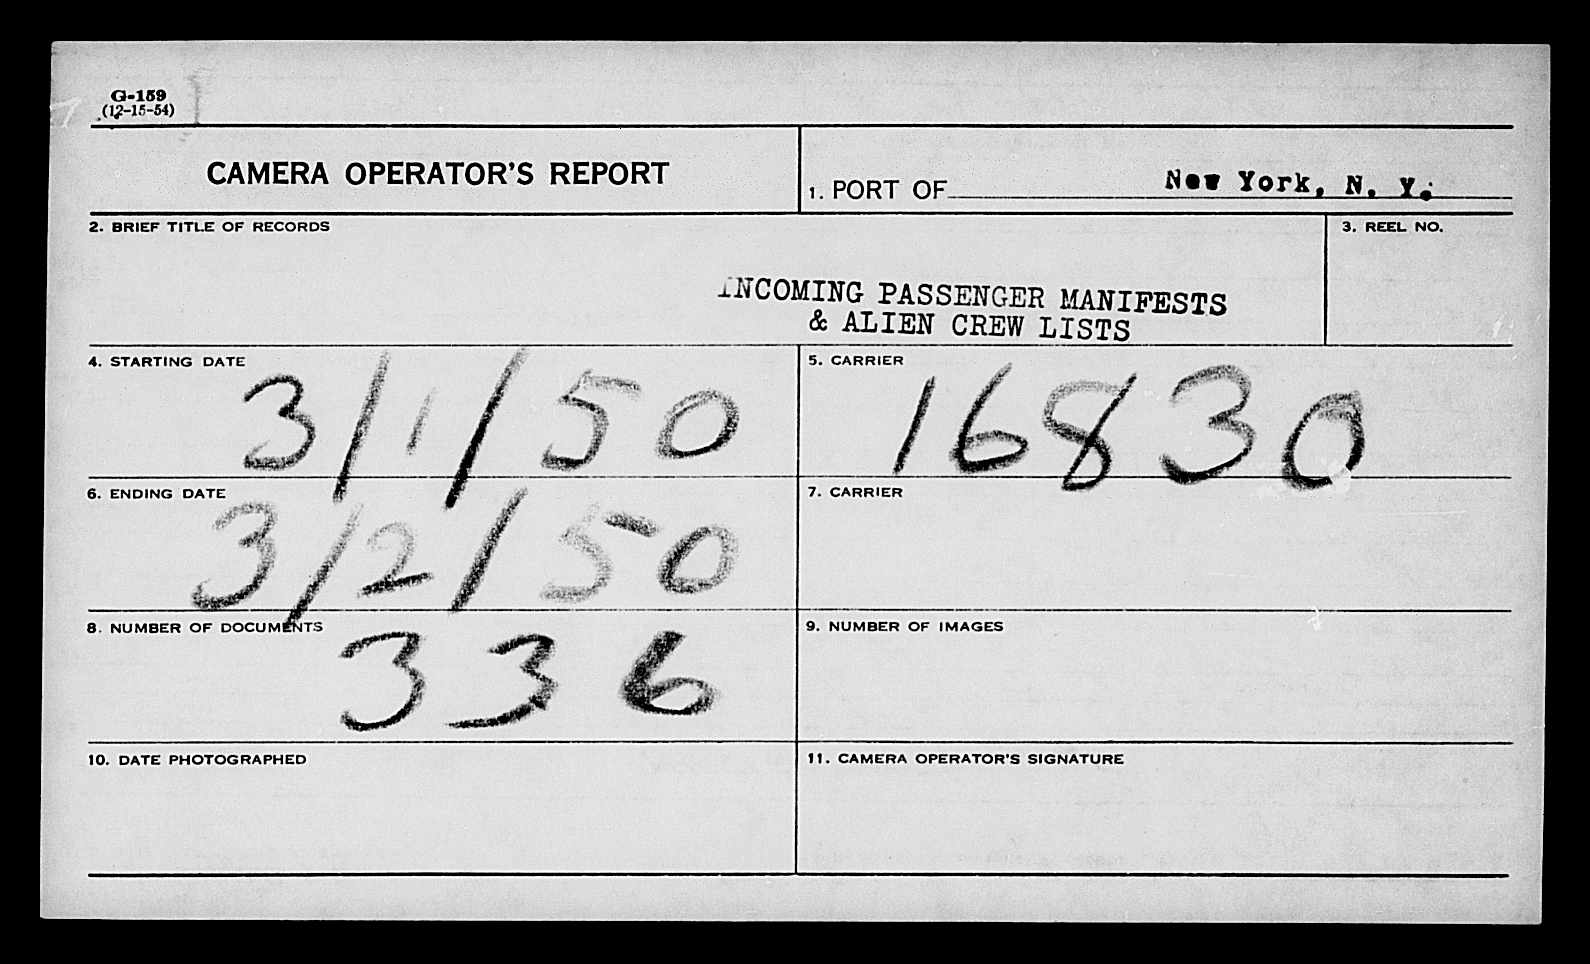 G-159
(12-15-54)
CAMERA OPERATOR'S REPORT
1. PORT OF New York, N. Y.
2. BRIEF TITLE OF RECORDS
3. REEL NO.
INCOMING PASSENGER MANIFESTS
& ALIEN CREW LISTS
4. STARTING DATE
3/1/50
5. CARRIER
16830
6. ENDING DATE
3/2/50
7. CARRIER
8. NUMBER OF DOCUMENTS
336
9. NUMBER OF IMAGES
10. DATE PHOTOGRAPHED
11. CAMERA OPERATOR'S SIGNATURE